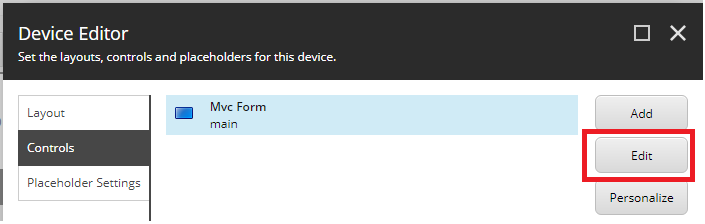 Device Editor
Set the layouts, controls and placeholders for this device.
Layout
Controls
Placeholder Settings
Mvc Form
main
Add
Edit
Personalize